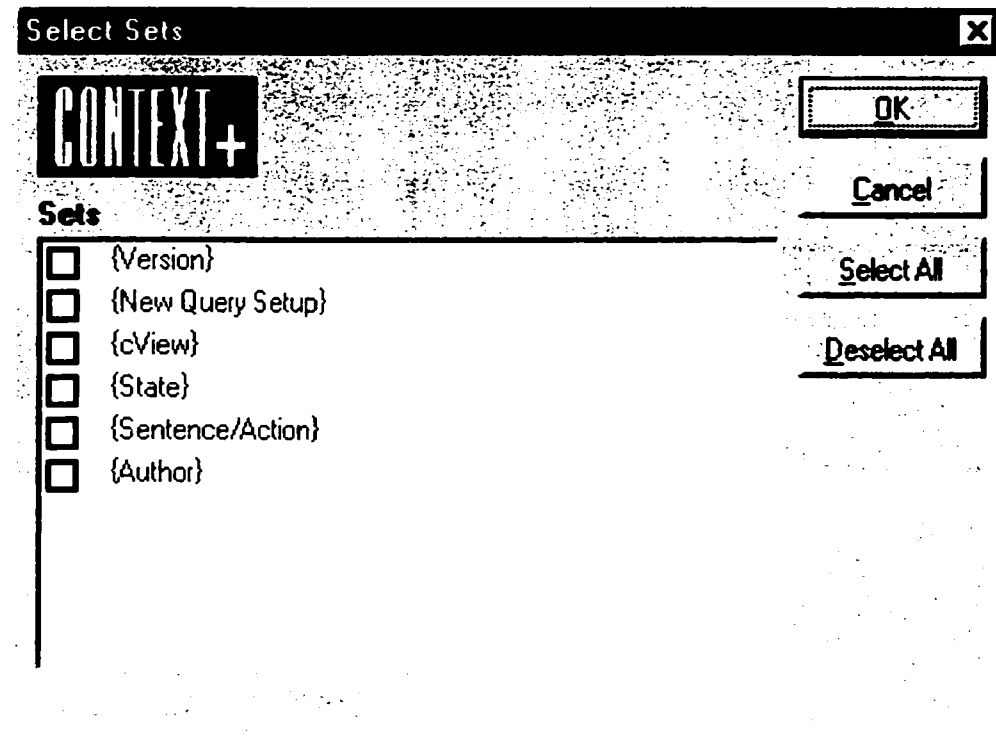 Select Sets
CONTEXT+
Sets
{Version}
{New Query Setup}
{cView}
{State}
{Sentence/Action}
{Author}
OK
Cancel
Select All
Deselect All